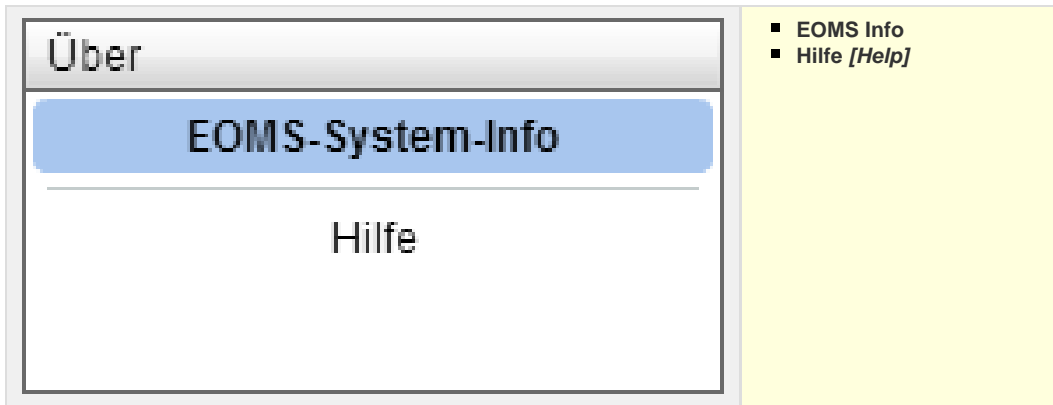 Über
EOMS-System-Info
Hilfe
EOMS Info
Hilfe [Help]